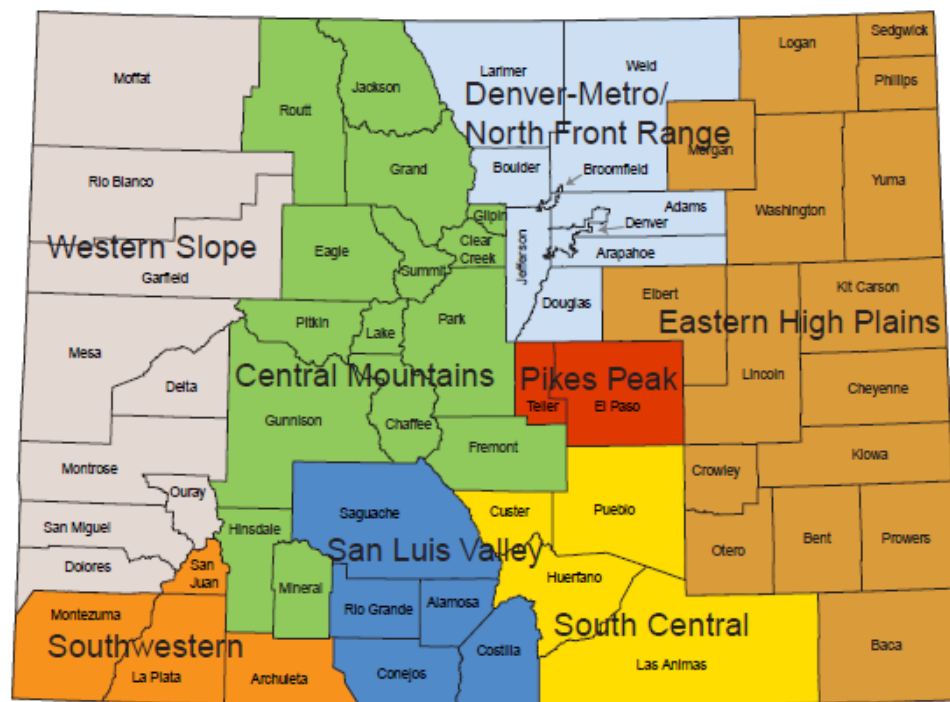 Moffat
Routt
Jackson
Larimer
Weld
Logan
Sedgwick
Phillips
Denver-Metro/
North Front Range
Rio Blanco
Grand
Boulder
Broomfield
Morgan
Washington
Yuma
Western Slope
Garfield
Eagle
Summit
Gilpin
Clear
Creek
Jefferson
Adams
Denver
Arapahoe
Mesa
Delta
Pitkin
Lake
Park
Douglas
Elbert
Kit Carson
Eastern High Plains
Lincoln
Cheyenne
Central Mountains
Gunnison
Chaffee
Pikes Peak
Teller
El Paso
Fremont
Montrose
Ouray
San Miguel
Dolores
Hinsdale
Saguache
Custer
Pueblo
Crowley
Kiowa
Otero
Bent
Prowers
San Luis Valley
San
Juan
Mineral
Rio Grande
Alamosa
Huerfano
Montezuma
Southwestern
La Plata
Archuleta
Conejos
Costilla
South Central
Las Animas
Baca